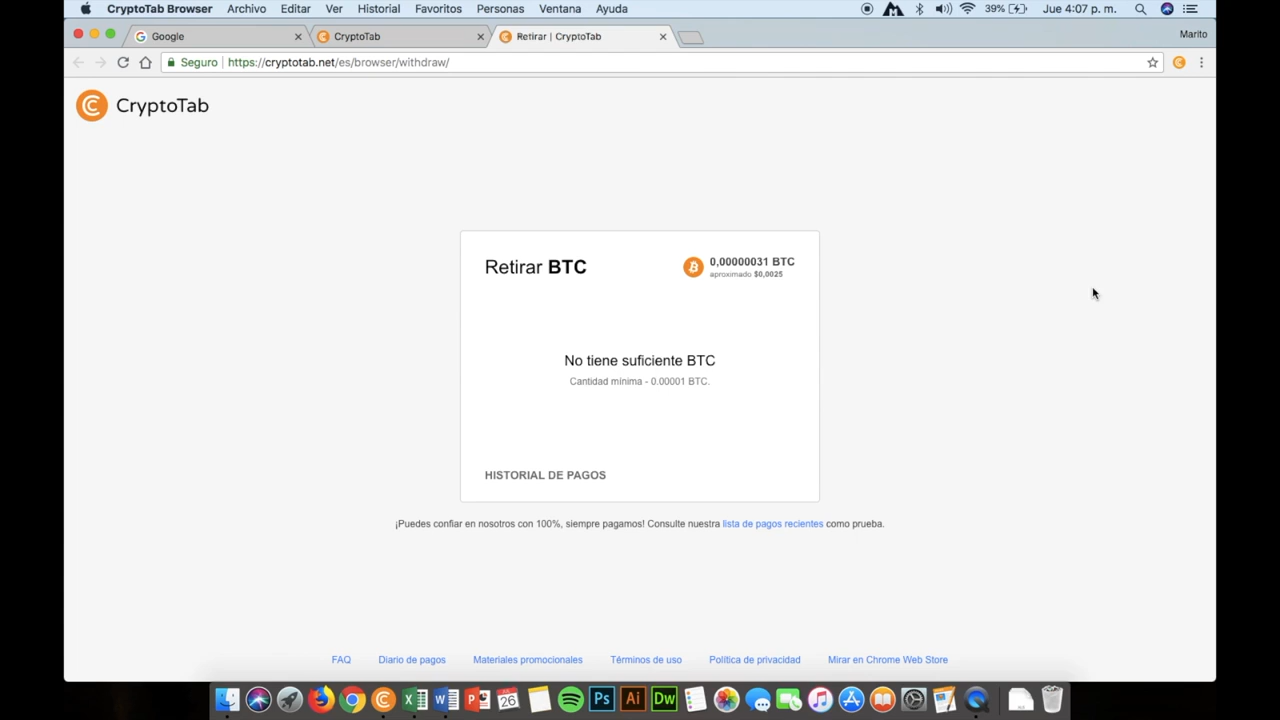 CryptoTab Browser Archivo Editar Ver Historial Favoritos Personas Ventana Ayuda 39% Jue 4:07 p. m.
Google CryptoTab Retirar | CryptoTab Marito
Seguro https://cryptotab.net/es/browser/withdraw/
CryptoTab
Retirar BTC
0,00000031 BTC
aproximado $0,0025
No tiene suficiente BTC
Cantidad mínima - 0.00001 BTC.
HISTORIAL DE PAGOS
¡Puedes confiar en nosotros con 100%, siempre pagamos! Consulte nuestra lista de pagos recientes como prueba.
FAQ Diario de pagos Materiales promocionales Términos de uso Política de privacidad Mirar en Chrome Web Store
26 Ps Ai Dw